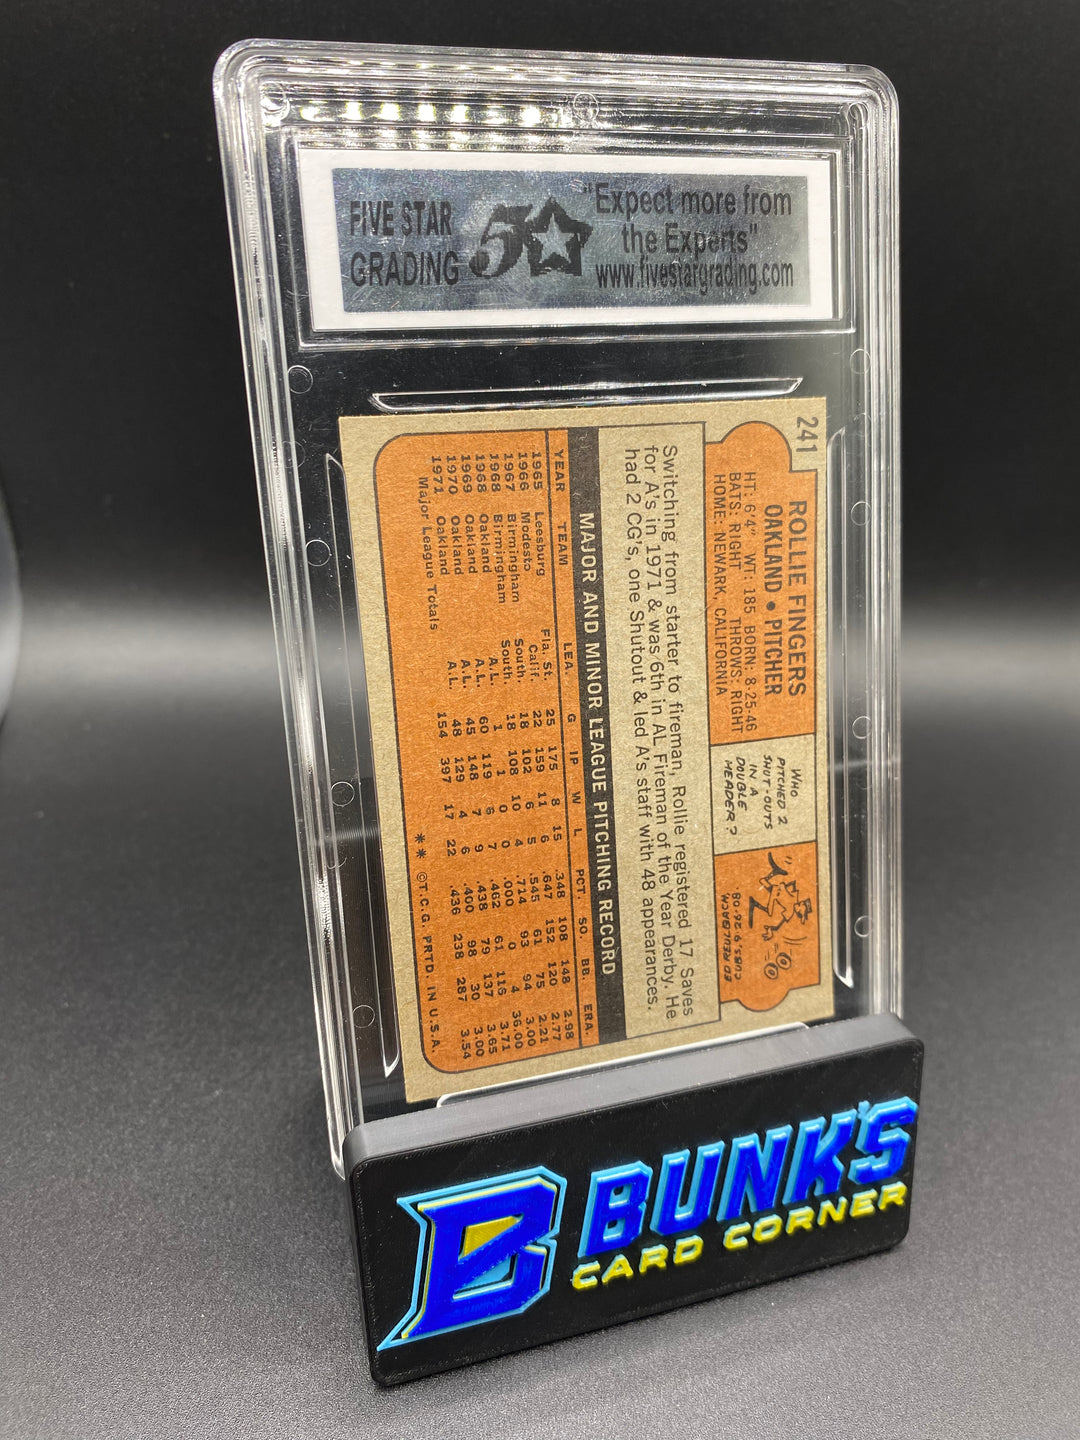 FIVE STAR
GRADING
5
"Expect more from
the Experts"
www.fivestargrading.com
241
ROLLIE FINGERS
OAKLAND • PITCHER
HT: 6'4" WT: 185 BORN: 8-25-46
BATS: RIGHT THROWS: RIGHT
HOME: NEWARK, CALIFORNIA
WHO
PITCHED 2
SHUT-OUTS
IN A
DOUBLE
HEADER?
ED REULBACH
CUBS, 9-26-08.
Switching from starter to fireman, Rollie registered 17 Saves
for A's in 1971 & was 6th in AL Fireman of the Year Derby. He
had 2 CG's, one Shutout & led A's staff with 48 appearances.
MAJOR AND MINOR LEAGUE PITCHING RECORD
YEAR TEAM LEA. G IP W L PCT. SO. BB. ERA.
1965 Leesburg Fla. St. 25 175 8 15 .348 108 148 2.98
1966 Modesto Calif. 22 159 11 6 .647 152 120 2.77
1967 Birmingham South. 18 102 6 5 .545 61 75 2.21
1968 Birmingham South. 18 108 10 4 .714 93 94 3.00
1968 Oakland A.L. 1 1 0 0 .000 0 4 36.00
1969 Oakland A.L. 60 119 6 7 .462 61 116 3.71
1970 Oakland A.L. 45 148 7 9 .438 79 137 3.65
1971 Oakland A.L. 48 129 4 6 .400 98 30 3.00
Major League Totals 154 397 17 22 .436 238 287 3.54
** ©T.C.G. PRTD. IN U.S.A.
B BUNK'S
CARD CORNER